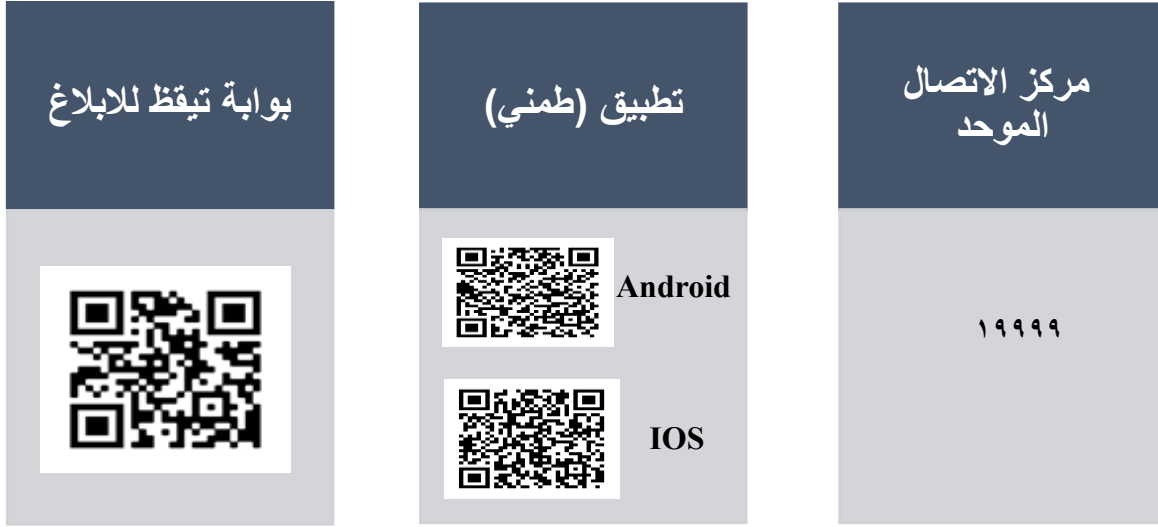 مركز الاتصال
الموحد
١٩٩٩٩
تطبيق (طمني)
Android
IOS
بوابة تيقظ للابلاغ